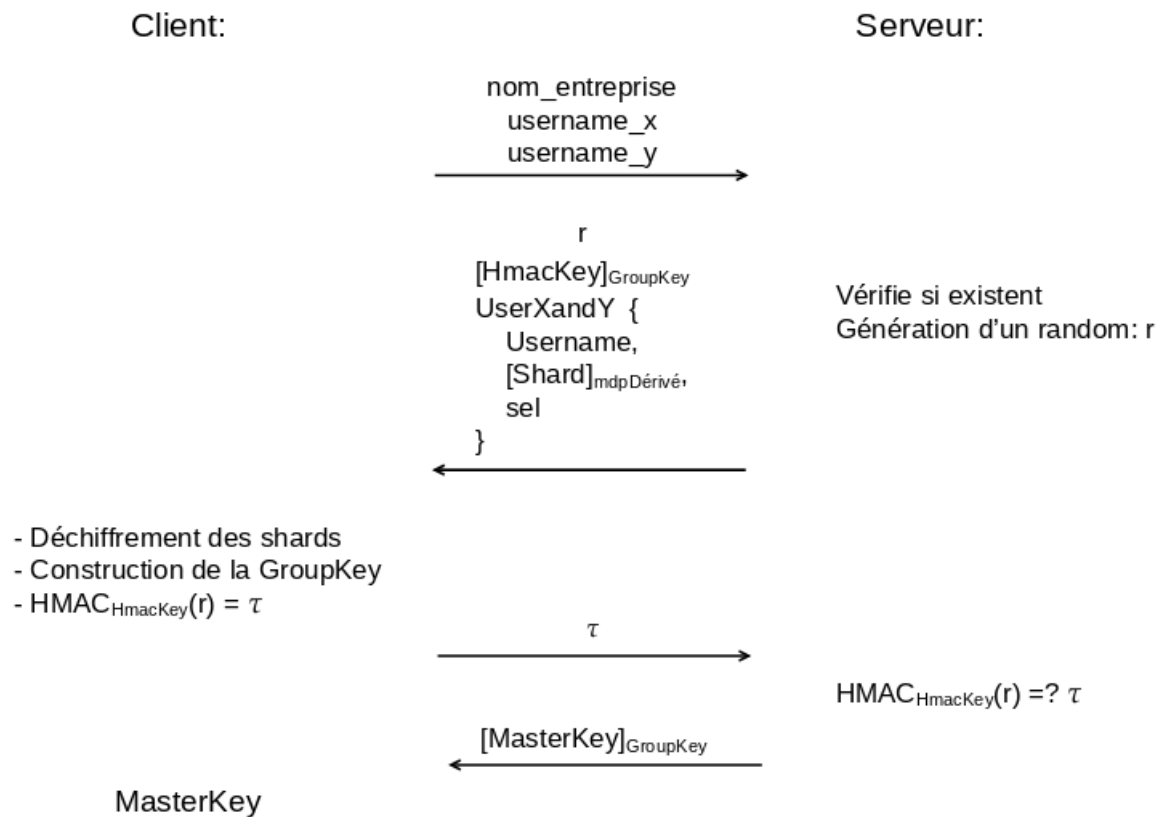 Client:
Serveur:
nom_entreprise
username_x
username_y
r
[HmacKey]GroupKey
UserXandY {
Username,
[Shard]mdpDérivé,
sel
}
Vérifie si existent
Génération d’un random: r
- Déchiffrement des shards
- Construction de la GroupKey
- HMACHmacKey(r) = τ
τ
HMACHmacKey(r) =? τ
[MasterKey]GroupKey
MasterKey